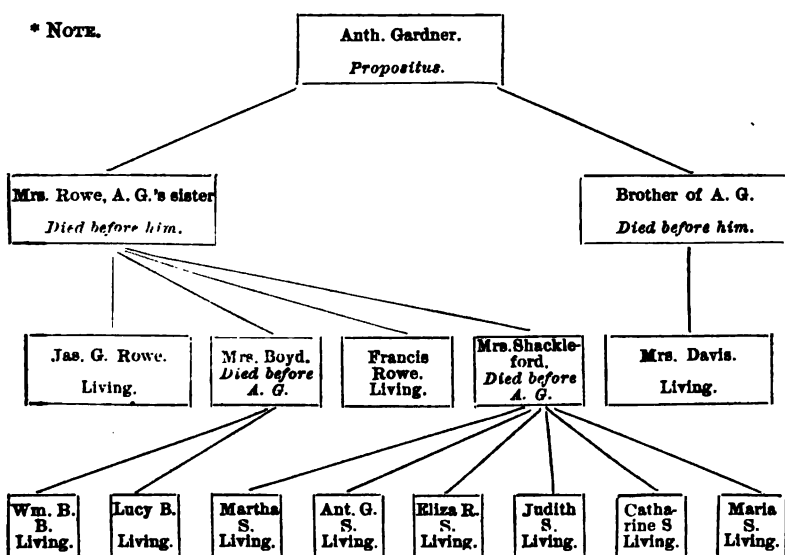 * NOTE.
Anth. Gardner.
Propositus.
Mrs. Rowe, A. G.'s sister
Died before him.
Brother of A. G.
Died before him.
Jas. G. Rowe.
Living.
Mrs. Boyd.
Died before
A. G.
Francis
Rowe.
Living.
Mrs. Shackle-
ford.
Died before
A. G.
Mrs. Davis.
Living.
Wm. B.
B.
Living.
Lucy B.
Living.
Martha
S.
Living.
Ant. G.
S.
Living.
Eliza R.
S.
Living.
Judith
S.
Living.
Catha-
rine S
Living.
Maria
S.
Living.